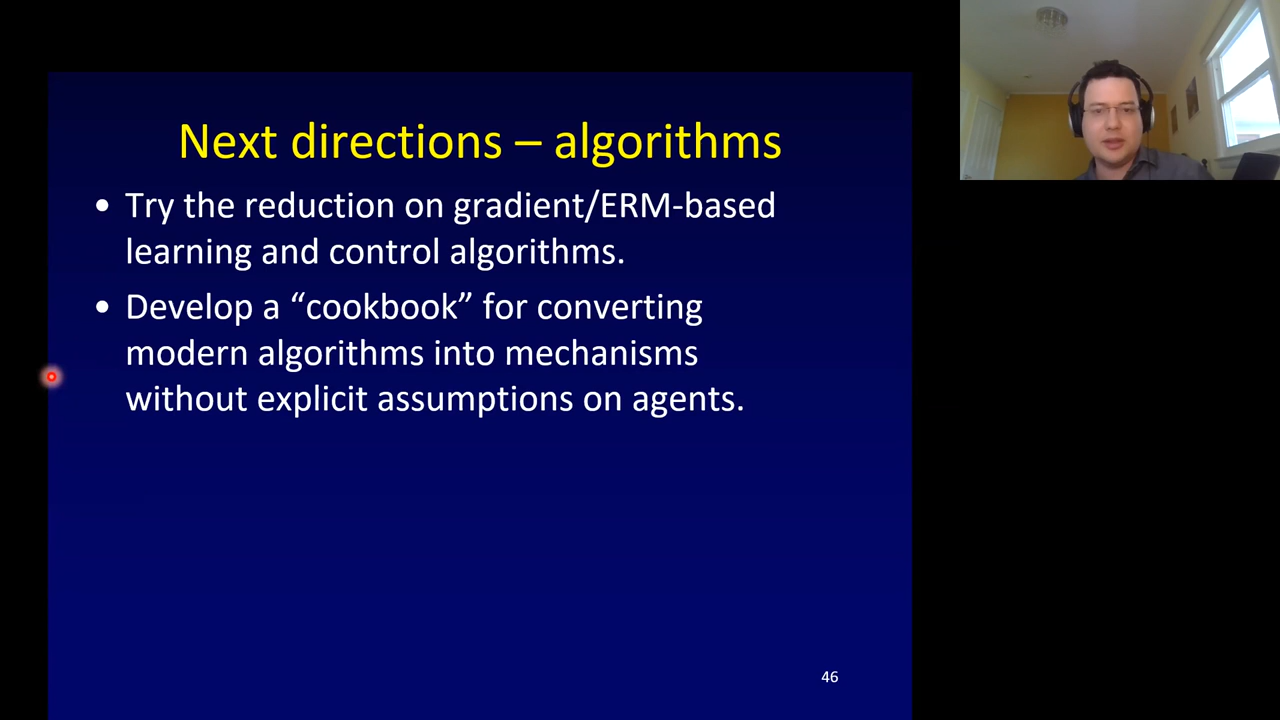 Next directions – algorithms
• Try the reduction on gradient/ERM-based
learning and control algorithms.
• Develop a “cookbook” for converting
modern algorithms into mechanisms
without explicit assumptions on agents.
46